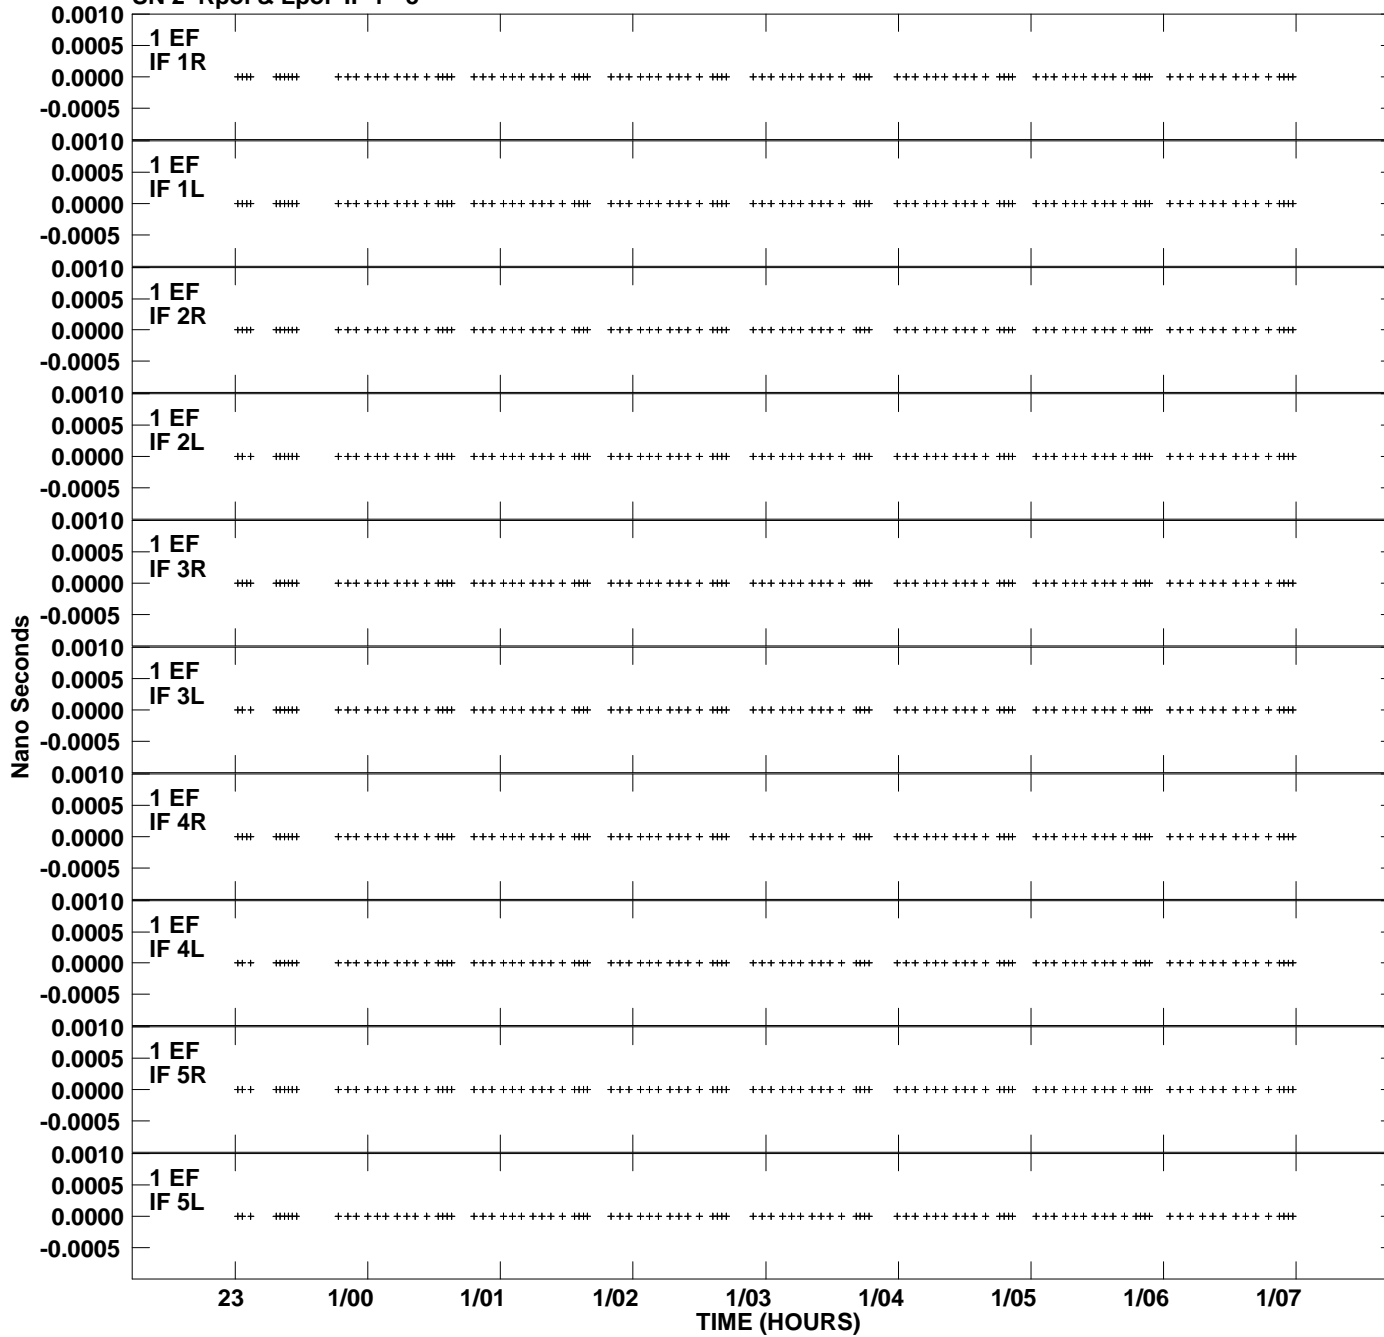 0.0010
1 EF
0.0005
IF 1R
0.0000
-0.0005
0.0010
1 EF
0.0005
IF 1L
0.0000
-0.0005
0.0010
1 EF
0.0005
IF 2R
0.0000
-0.0005
0.0010
1 EF
0.0005
IF 2L
0.0000
-0.0005
0.0010
1 EF
0.0005
IF 3R
0.0000
-0.0005
0.0010
1 EF
0.0005
IF 3L
0.0000
-0.0005
0.0010
1 EF
0.0005
IF 4R
0.0000
-0.0005
0.0010
1 EF
0.0005
IF 4L
0.0000
-0.0005
0.0010
1 EF
0.0005
IF 5R
0.0000
-0.0005
0.0010
1 EF
0.0005
IF 5L
0.0000
-0.0005
Nano Seconds
23 1/00 1/01 1/02 1/03 1/04 1/05 1/06 1/07
TIME (HOURS)